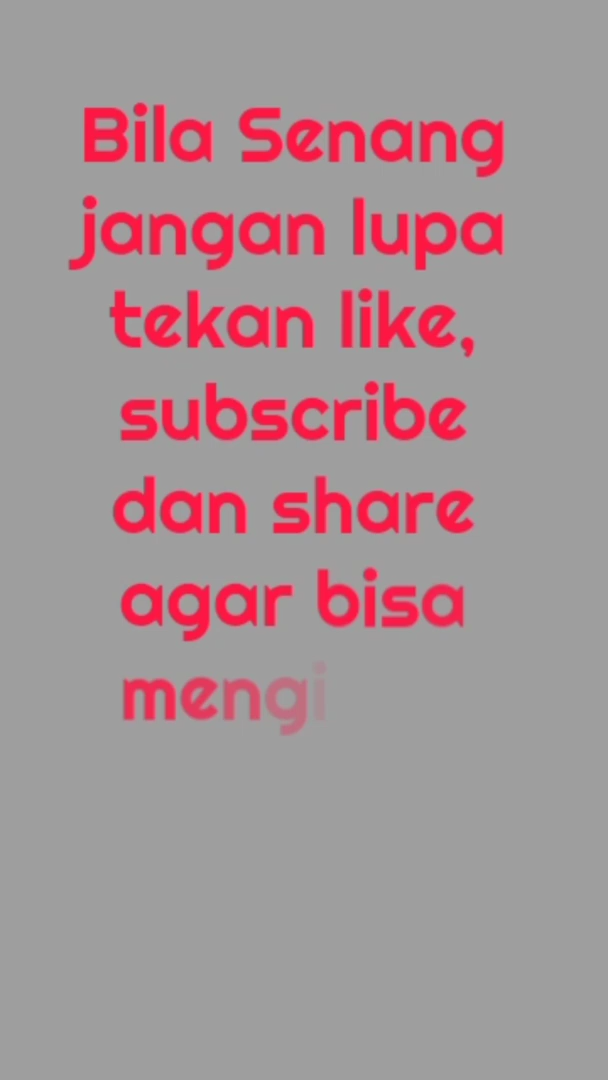 Bila Senang
jangan lupa
tekan like,
subscribe
dan share
agar bisa
mengi